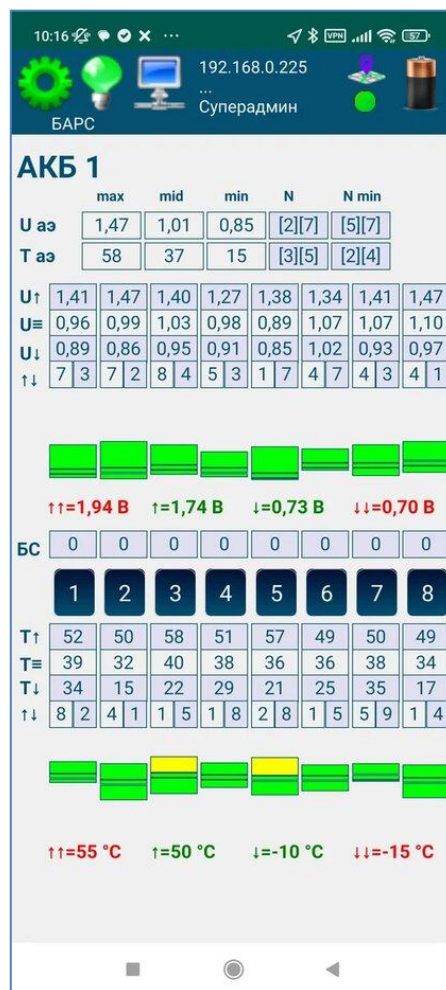 10:16 ··· VPN 57
192.168.0.225
...
Суперадмин
БАРС
АКБ 1
max mid min N N min
U аэ 1,47 1,01 0,85 [2][7] [5][7]
T аэ 58 37 15 [3][5] [2][4]
U↑ 1,41 1,47 1,40 1,27 1,38 1,34 1,41 1,47
U≡ 0,96 0,99 1,03 0,98 0,89 1,07 1,07 1,10
U↓ 0,89 0,86 0,95 0,91 0,85 1,02 0,93 0,97
↑↓ 7 3 7 2 8 4 5 3 1 7 4 7 4 3 4 1
↑↑=1,94 В ↑=1,74 В ↓=0,73 В ↓↓=0,70 В
БС 0 0 0 0 0 0 0 0
1 2 3 4 5 6 7 8
T↑ 52 50 58 51 57 49 50 49
T≡ 39 32 40 38 36 36 38 34
T↓ 34 15 22 29 21 25 35 17
↑↓ 8 2 4 1 1 5 1 8 2 8 1 5 5 9 1 4
↑↑=55 °C ↑=50 °C ↓=-10 °C ↓↓=-15 °C